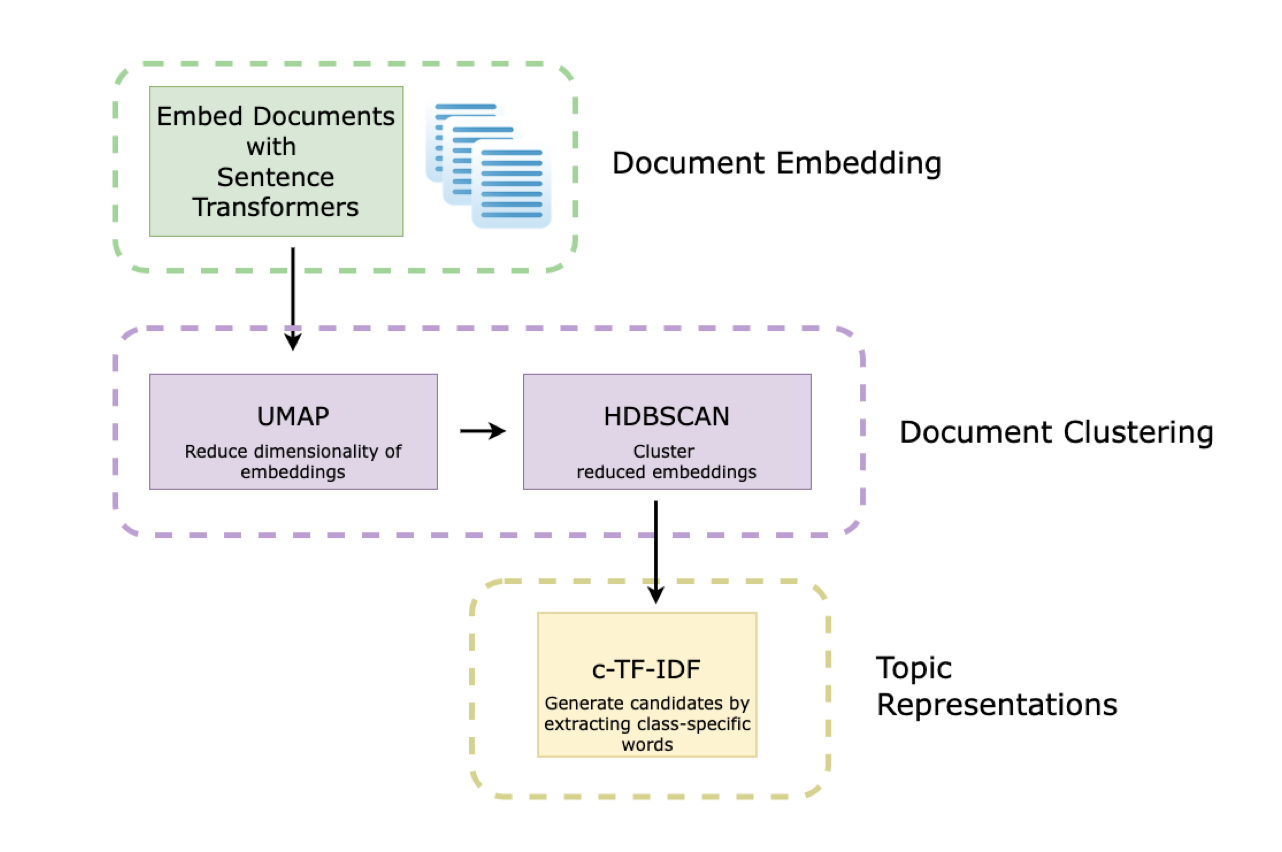 Embed Documents
with
Sentence
Transformers
Document Embedding
UMAP
Reduce dimensionality of
embeddings
HDBSCAN
Cluster
reduced embeddings
Document Clustering
c-TF-IDF
Generate candidates by
extracting class-specific
words
Topic
Representations